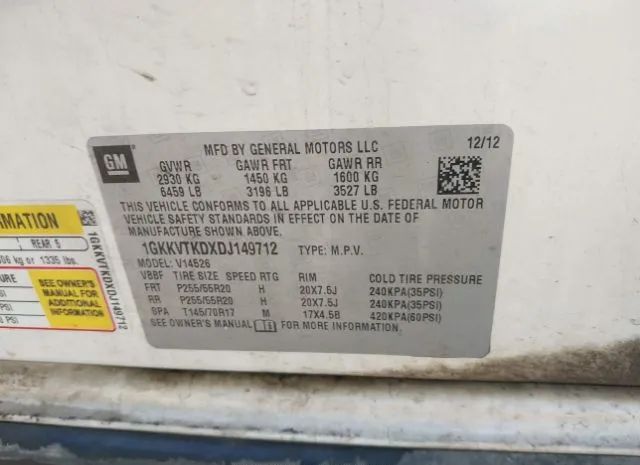 GM
MFD BY GENERAL MOTORS LLC 12/12
GVWR GAWR FRT GAWR RR
2930 KG 1450 KG 1600 KG
6459 LB 3196 LB 3527 LB
THIS VEHICLE CONFORMS TO ALL APPLICABLE U.S. FEDERAL MOTOR
VEHICLE SAFETY STANDARDS IN EFFECT ON THE DATE OF
MANUFACTURE SHOWN ABOVE.
1GKKVTKDXDJ149712 TYPE: M.P.V.
MODEL: V14526
VBBF TIRE SIZE SPEED RTG RIM COLD TIRE PRESSURE
FRT P255/55R20 H 20X7.5J 240KPA(35PSI)
RR P255/55R20 H 20X7.5J 240KPA(35PSI)
SPA T145/70R17 M 17X4.5B 420KPA(60PSI)
SEE OWNER'S MANUAL FOR MORE INFORMATION.
REAR 5
kg or 1335 lbs.
SEE OWNER'S
MANUAL FOR
ADDITIONAL
INFORMATION
PSI)
1GKKVTKDXDJ149712